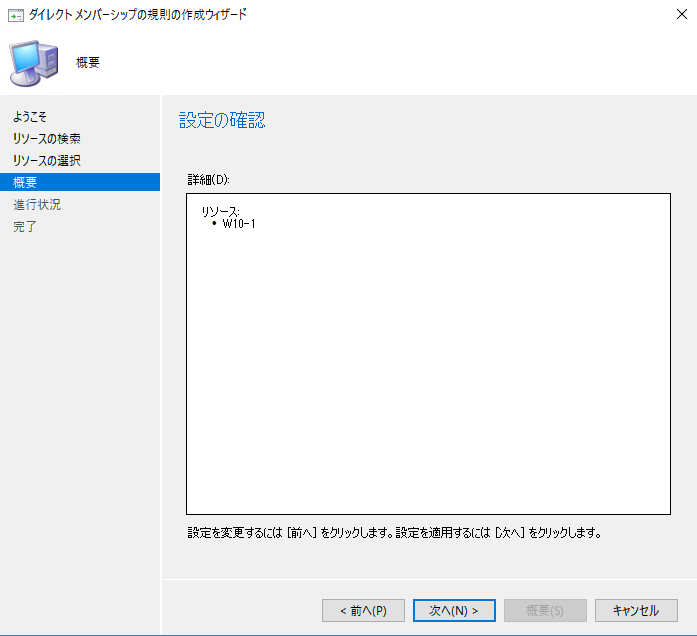 ダイレクト メンバーシップの規則の作成ウィザード
概要
ようこそ
リソースの検索
リソースの選択
概要
進行状況
完了
設定の確認
詳細(D):
リソース:
• W10-1
設定を変更するには [前へ] をクリックします。設定を適用するには [次へ] をクリックします。
< 前へ(P)
次へ(N) >
概要(S)
キャンセル